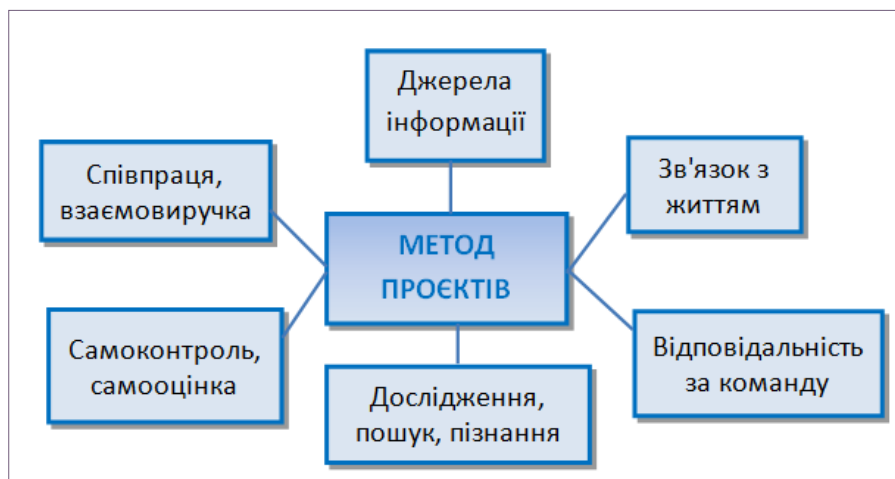 Джерела
інформації
Співпраця,
взаємовиручка
Зв'язок з
життям
МЕТОД
ПРОЄКТІВ
Самоконтроль,
самооцінка
Відповідальність
за команду
Дослідження,
пошук, пізнання